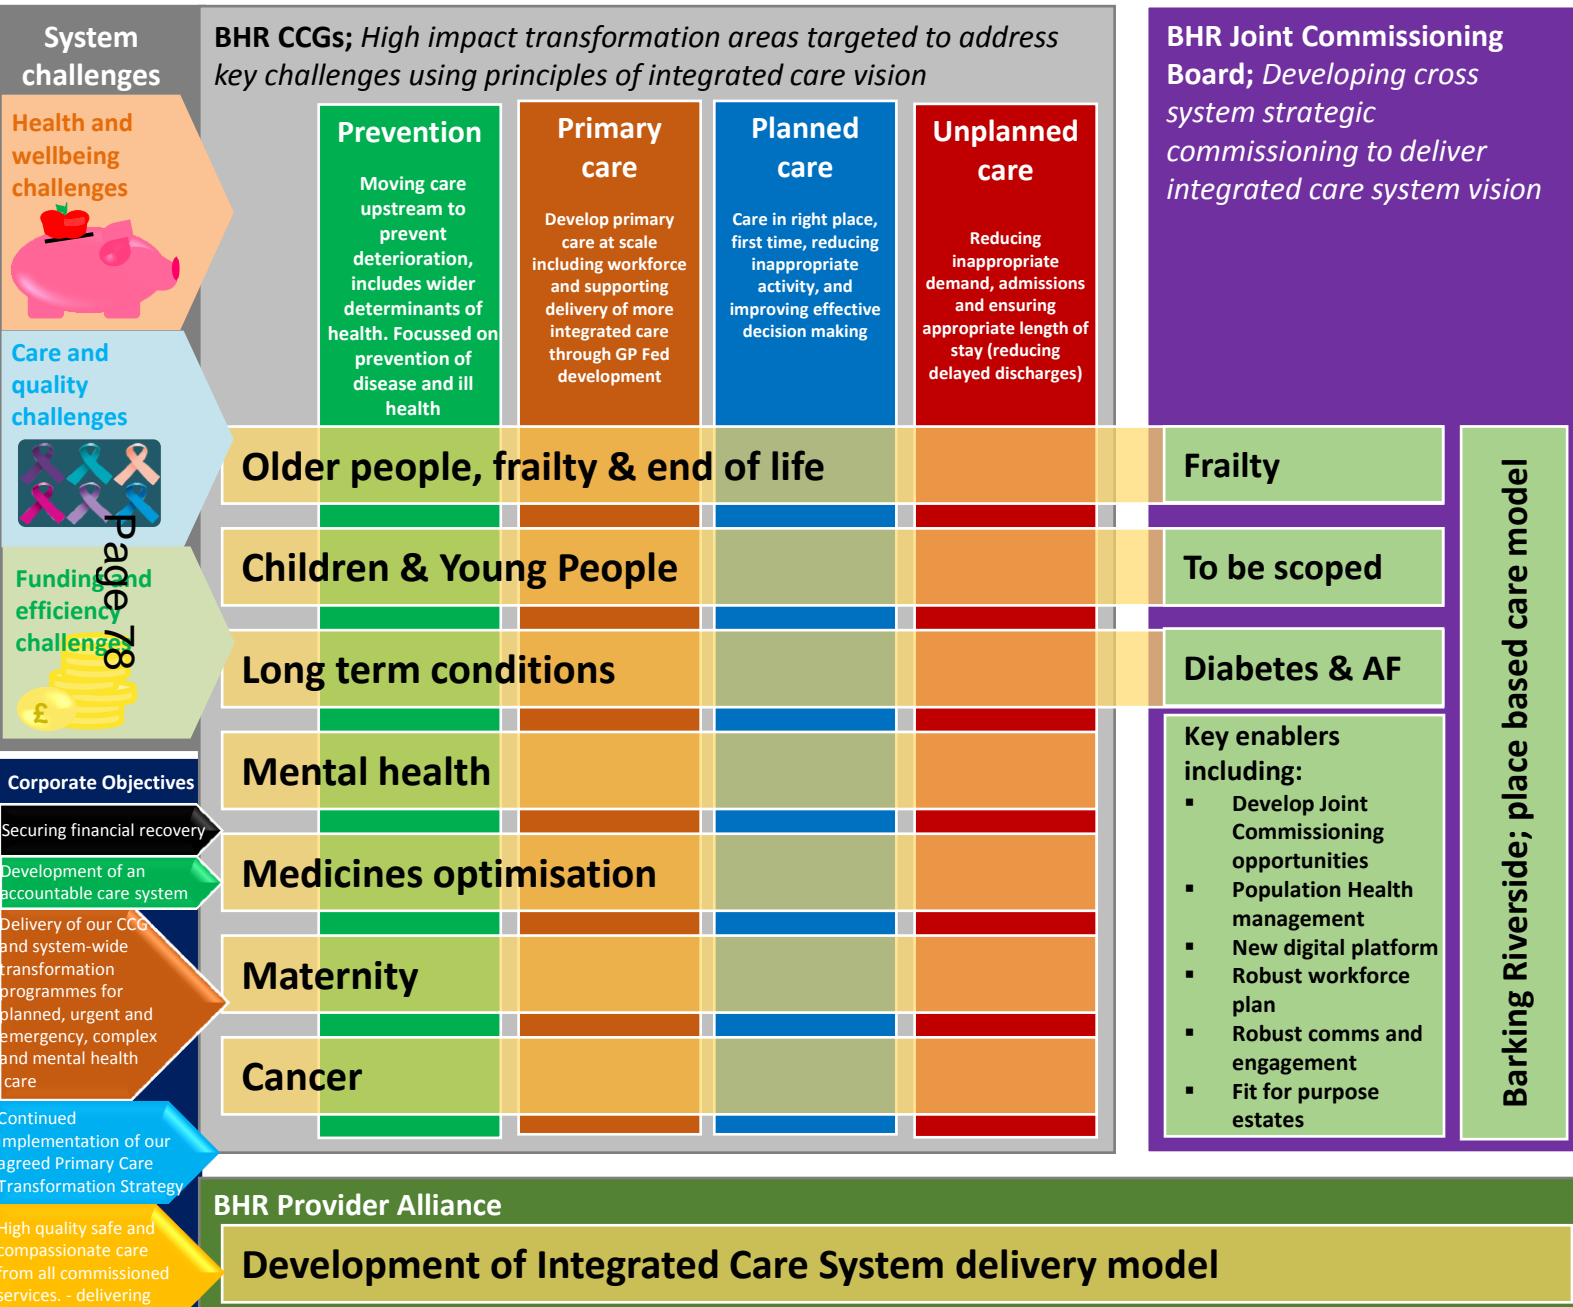 System
challenges
Health and
wellbeing
challenges
Care and
quality
challenges
Funding and
efficiency
challenges
£
Page 78
Corporate Objectives
Securing financial recovery
Development of an
accountable care system
Delivery of our CCG
and system-wide
transformation
programmes for
planned, urgent and
emergency, complex
and mental health
care
Continued
implementation of our
agreed Primary Care
Transformation Strategy
High quality safe and
compassionate care
from all commissioned
services. - delivering
BHR CCGs; High impact transformation areas targeted to address
key challenges using principles of integrated care vision
Prevention
Moving care
upstream to
prevent
deterioration,
includes wider
determinants of
health. Focussed on
prevention of
disease and ill
health
Primary
care
Develop primary
care at scale
including workforce
and supporting
delivery of more
integrated care
through GP Fed
development
Planned
care
Care in right place,
first time, reducing
inappropriate
activity, and
improving effective
decision making
Unplanned
care
Reducing
inappropriate
demand, admissions
and ensuring
appropriate length of
stay (reducing
delayed discharges)
Older people, frailty & end of life
Children & Young People
Long term conditions
Mental health
Medicines optimisation
Maternity
Cancer
BHR Joint Commissioning
Board; Developing cross
system strategic
commissioning to deliver
integrated care system vision
Frailty
To be scoped
Diabetes & AF
Key enablers
including:
▪ Develop Joint
Commissioning
opportunities
▪ Population Health
management
▪ New digital platform
▪ Robust workforce
plan
▪ Robust comms and
engagement
▪ Fit for purpose
estates
Barking Riverside; place based care model
BHR Provider Alliance
Development of Integrated Care System delivery model